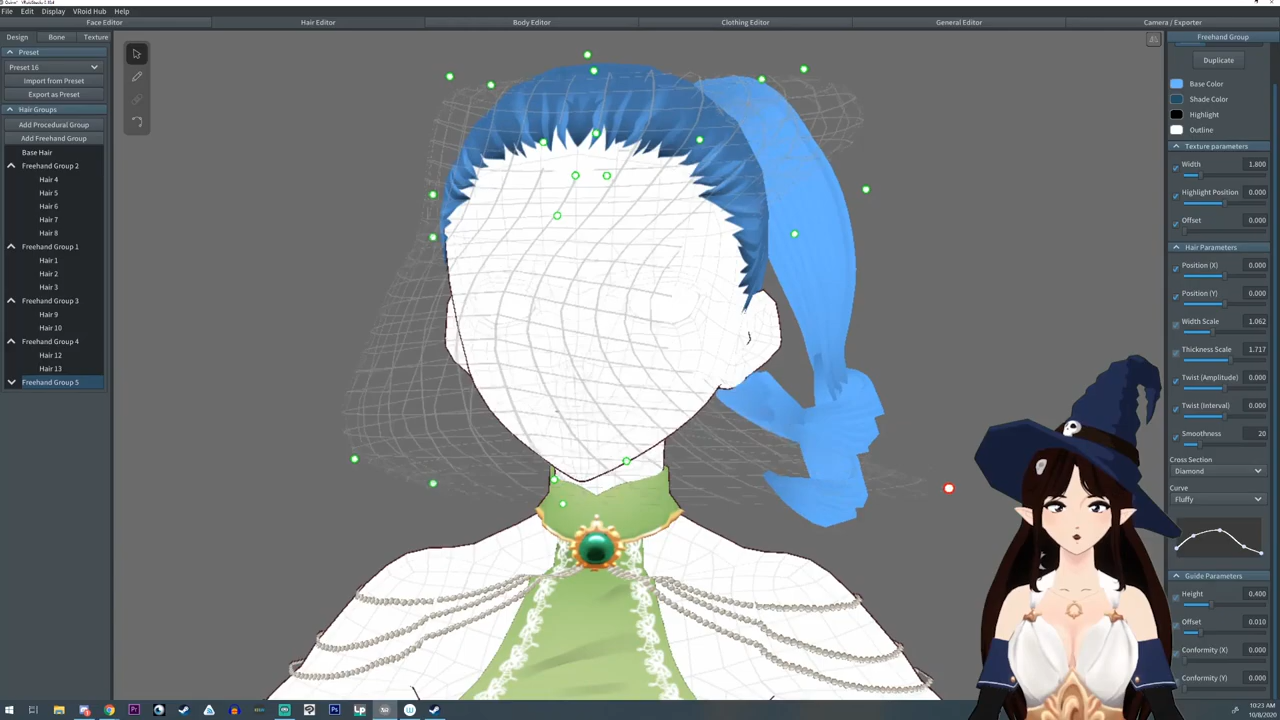 File Edit Display VRoid Hub Help
Face Editor
Hair Editor
Body Editor
Clothing Editor
General Editor
Camera / Exporter
Design Bone Texture
Preset
Preset 16
Import from Preset
Export as Preset
Hair Groups
Add Procedural Group
Add Freehand Group
Base Hair
Freehand Group 2
Hair 4
Hair 5
Hair 6
Hair 7
Hair 8
Freehand Group 1
Hair 1
Hair 2
Hair 3
Freehand Group 3
Hair 9
Hair 10
Freehand Group 4
Hair 12
Hair 13
Freehand Group 5
Freehand Group
Duplicate
Base Color
Shade Color
Highlight
Outline
Texture parameters
Width 1.800
Highlight Position 0.000
Offset 0.000
Hair Parameters
Position (X) 0.000
Position (Y) 0.000
Width Scale 1.062
Thickness Scale 1.717
Twist (Amplitude) 0.000
Twist (Interval) 0.000
Smoothness 20
Cross Section
Diamond
Curve
Fluffy
Guide Parameters
Height 0.400
Offset 0.010
Conformity (X) 0.000
Conformity (Y) 0.000
Pr
Ps
Lp
10:23 AM
10/8/2020